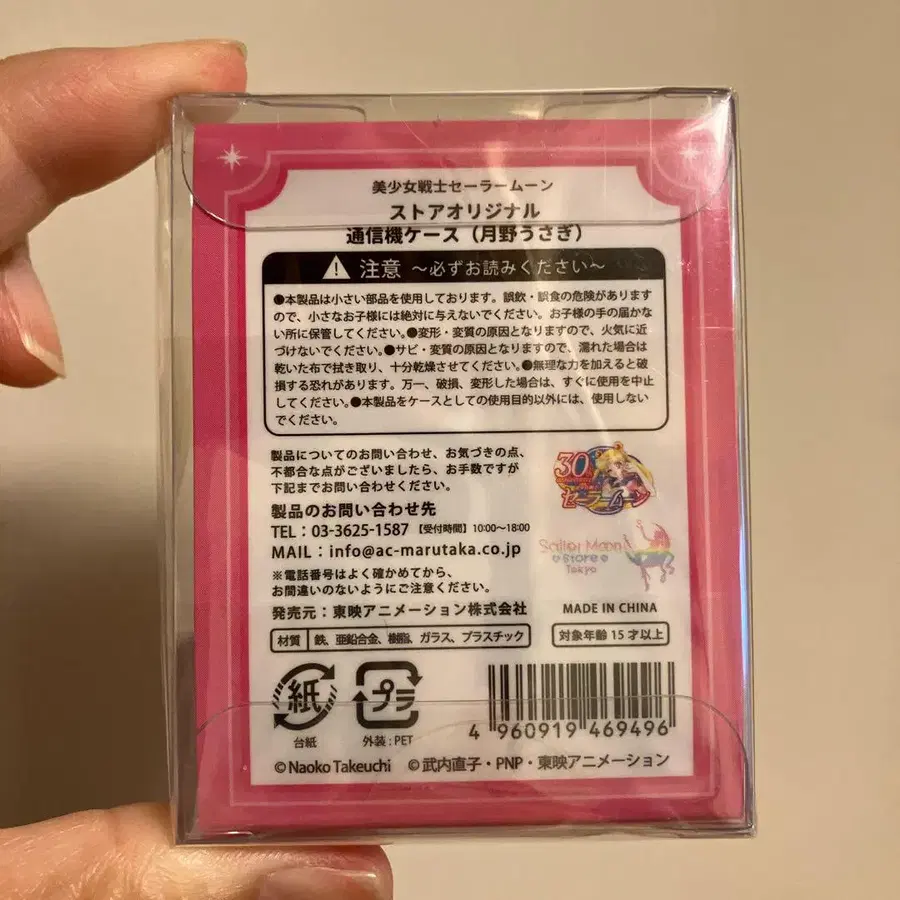 美少女戦士セーラームーン
ストアオリジナル
通信機ケース（月野うさぎ）
注意 ～必ずお読みください～
●本製品は小さい部品を使用しております。誤飲・誤食の危険があります
ので、小さなお子様には絶対に与えないでください。お子様の手の届かな
い所に保管してください。●変形・変質の原因となりますので、火気に近
づけないでください。●サビ・変質の原因となりますので、濡れた場合は
乾いた布で拭き取り、十分乾燥させてください。●無理な力を加えると破
損する恐れがあります。万一、破損、変形した場合は、すぐに使用を中止
してください。●本製品をケースとしての使用目的以外には、使用しない
でください。
製品についてのお問い合わせ、お気づきの点、
不都合な点がございましたら、お手数ですが
下記までお問い合わせください。
製品のお問い合わせ先
TEL：03-3625-1587 【受付時間】10:00～18:00
MAIL：info@ac-marutaka.co.jp
※電話番号はよく確かめてから、
お間違いのないようにご注意ください。
発売元：東映アニメーション株式会社
材質 鉄、亜鉛合金、樹脂、ガラス、プラスチック
30th
セーラームーン
Sailor Moon
Store
Tokyo
MADE IN CHINA
対象年齢15才以上
紙
台紙
プラ
外装：PET
4 960919 469496
©Naoko Takeuchi ©武内直子・PNP・東映アニメーション